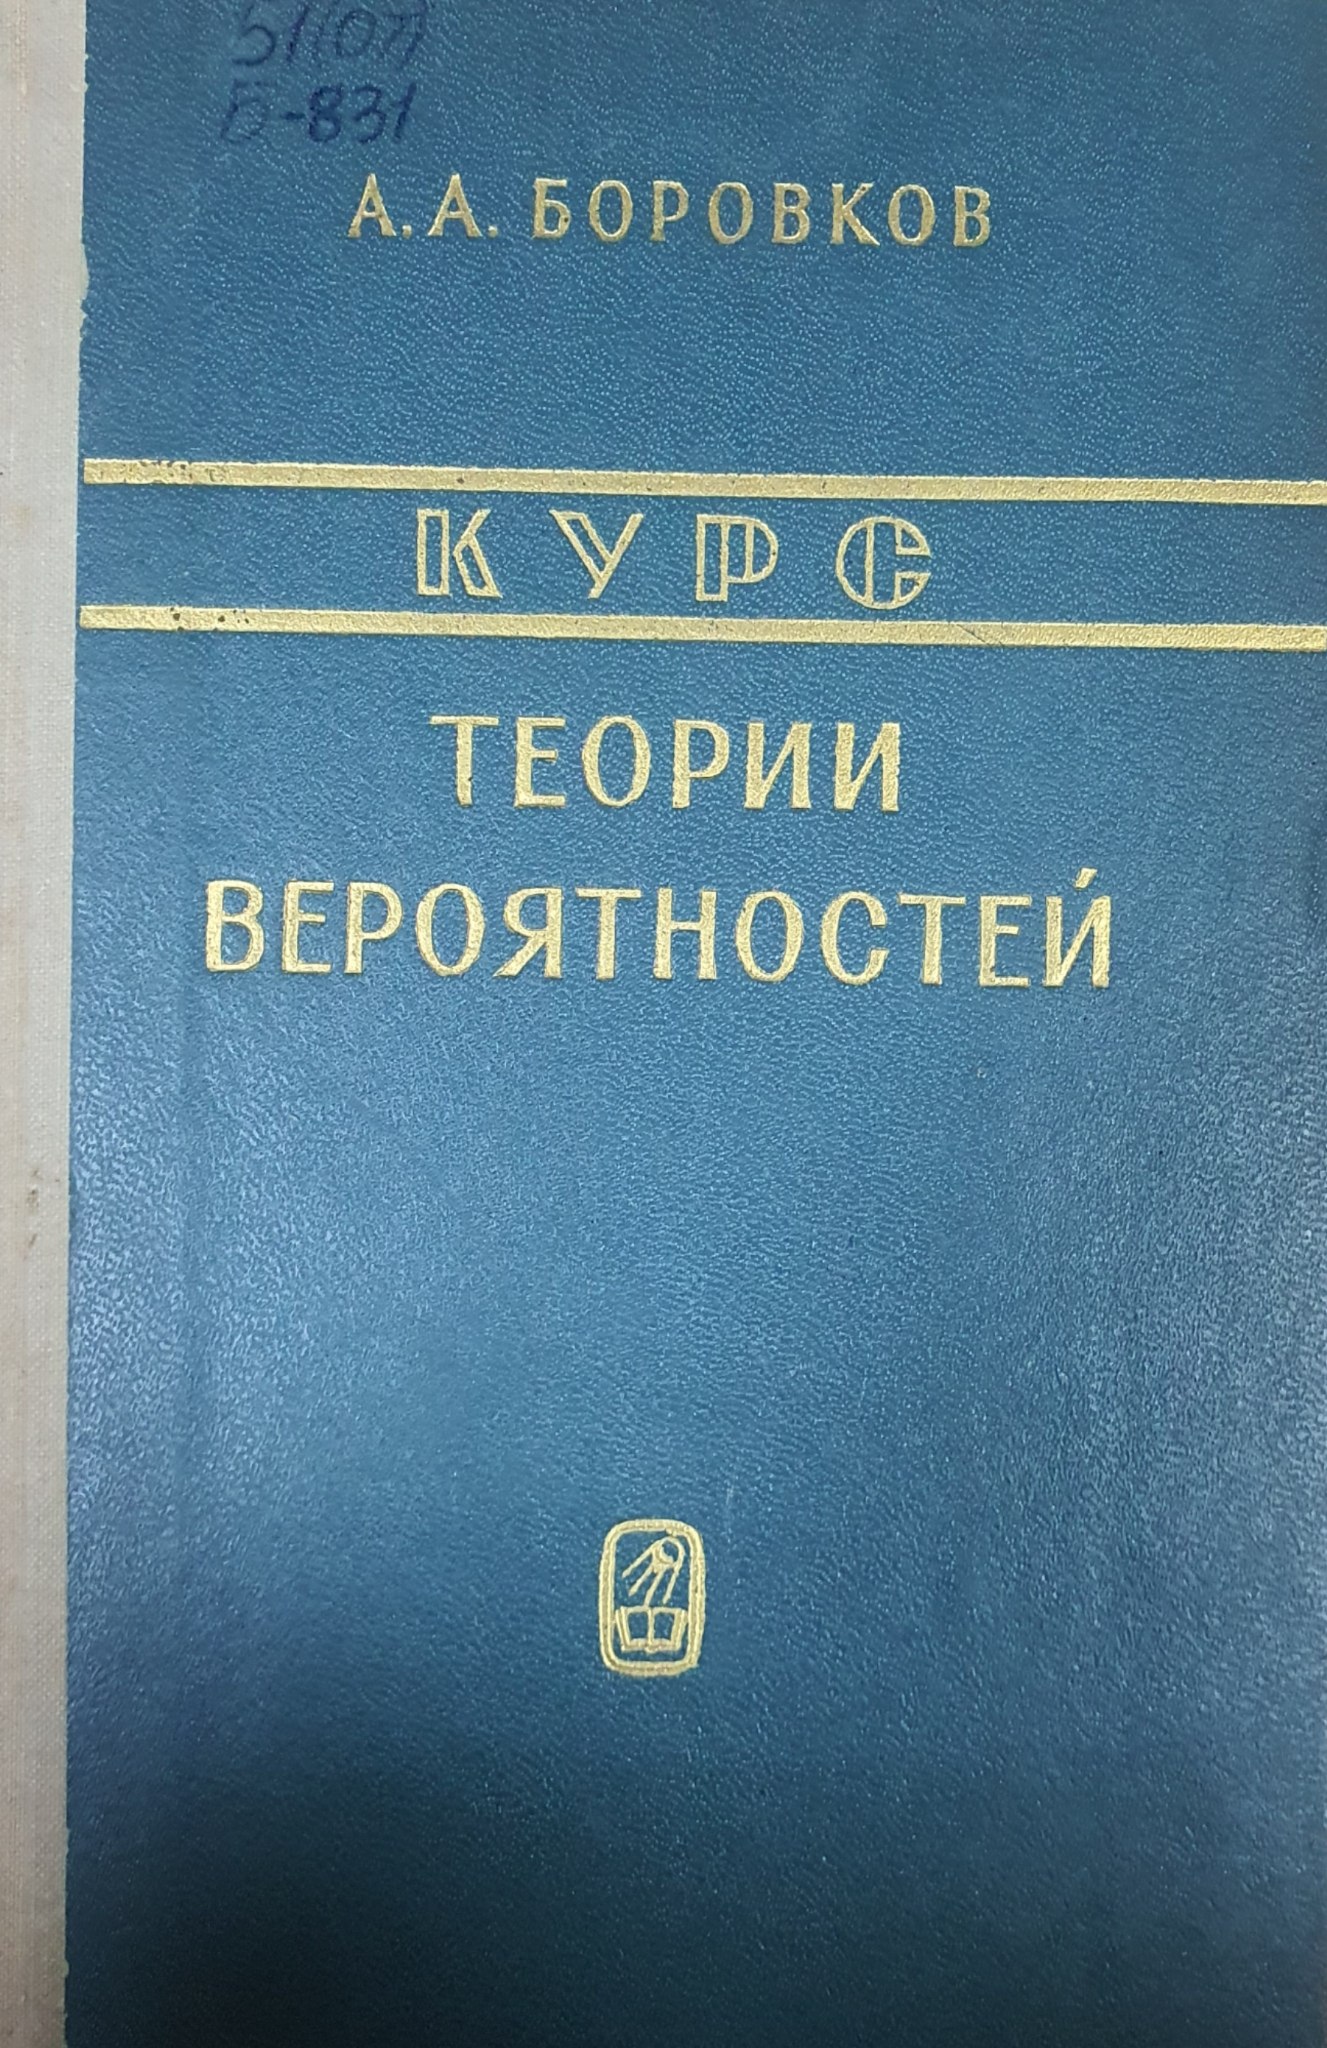 51(07)
Б-831
А. А. БОРОВКОВ
КУРС
ТЕОРИИ
ВЕРОЯТНОСТЕЙ